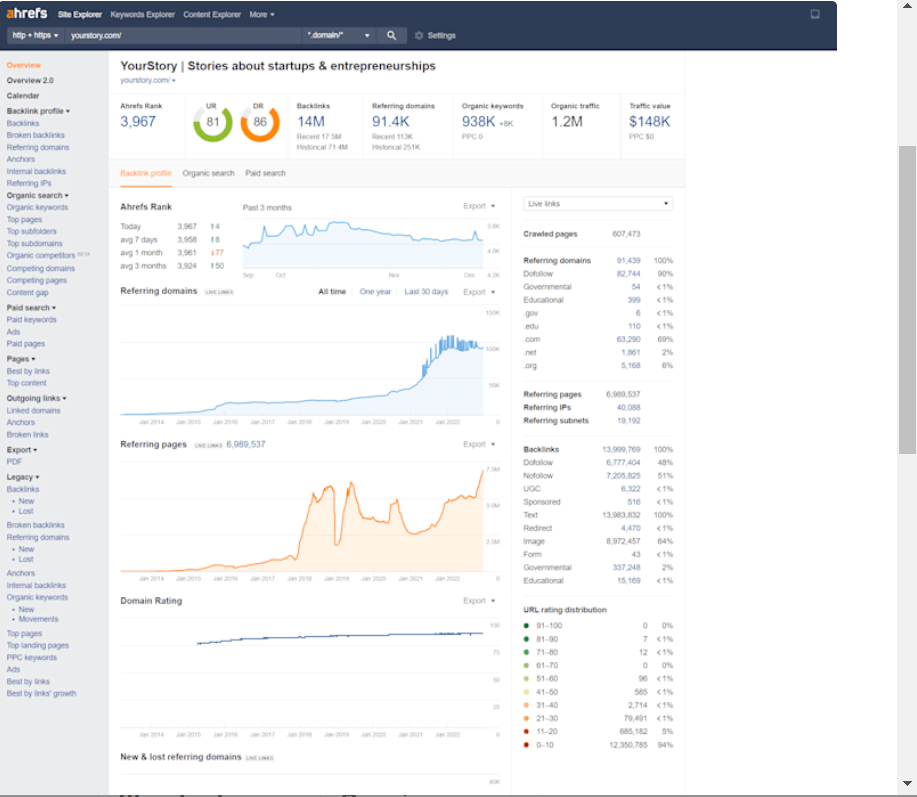 ahrefs Site Explorer Keywords Explorer Content Explorer More
http + https yourstory.com/ *.domain/* Settings
Overview
Overview 2.0
Calendar
Backlink profile
Backlinks
Broken backlinks
Referring domains
Anchors
Internal backlinks
Referring IPs
Organic search
Organic keywords
Top pages
Top subfolders
Top subdomains
Organic competitors BETA
Competing domains
Competing pages
Content gap
Paid search
Paid keywords
Ads
Paid pages
Pages
Best by links
Top content
Outgoing links
Linked domains
Anchors
Broken links
Export
PDF
Legacy
Backlinks
• New
• Lost
Broken backlinks
Referring domains
• New
• Lost
Anchors
Internal backlinks
Organic keywords
• New
• Movements
Top pages
Top landing pages
PPC keywords
Ads
Best by links
Best by links' growth
YourStory | Stories about startups & entrepreneurships
yourstory.com/
Ahrefs Rank
3,967
UR
81
DR
86
Backlinks
14M
Recent 17.5M
Historical 71.4M
Referring domains
91.4K
Recent 113K
Historical 251K
Organic keywords
938K +8K
PPC 0
Organic traffic
1.2M
Traffic value
$148K
PPC $0
Backlink profile Organic search Paid search
Ahrefs Rank
Today 3,967 ↑4
avg 7 days 3,958 ↑8
avg 1 month 3,961 ↓77
avg 3 months 3,924 ↑50
Past 3 months Export
3.8K
4.0K
4.2K
Sep Oct Nov Dec
Referring domains LIVE LINKS All time One year Last 30 days Export
150K
100K
50K
0
Jan 2014 Jan 2015 Jan 2016 Jan 2017 Jan 2018 Jan 2019 Jan 2020 Jan 2021 Jan 2022
Referring pages LIVE LINKS 6,989,537 Export
7.5M
5.0M
2.5M
0
Jan 2014 Jan 2015 Jan 2016 Jan 2017 Jan 2018 Jan 2019 Jan 2020 Jan 2021 Jan 2022
Domain Rating Export
100
75
50
25
0
Jan 2014 Jan 2015 Jan 2016 Jan 2017 Jan 2018 Jan 2019 Jan 2020 Jan 2021 Jan 2022
New & lost referring domains LIVE LINKS
40K
Live links
Crawled pages 607,473
Referring domains 91,439 100%
Dofollow 82,744 90%
Governmental 54 <1%
Educational 399 <1%
.gov 6 <1%
.edu 110 <1%
.com 63,290 69%
.net 1,861 2%
.org 5,168 6%
Referring pages 6,989,537
Referring IPs 40,088
Referring subnets 19,192
Backlinks 13,999,769 100%
Dofollow 6,777,404 48%
Nofollow 7,205,825 51%
UGC 6,322 <1%
Sponsored 516 <1%
Text 13,983,832 100%
Redirect 4,470 <1%
Image 8,972,457 64%
Form 43 <1%
Governmental 337,248 2%
Educational 15,169 <1%
URL rating distribution
91–100 0 0%
81–90 7 <1%
71–80 12 <1%
61–70 0 0%
51–60 96 <1%
41–50 585 <1%
31–40 2,714 <1%
21–30 79,491 <1%
11–20 685,182 5%
0–10 12,350,785 94%